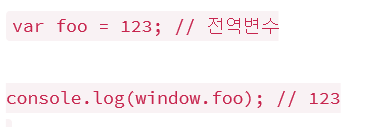 var foo = 123; // 전역변수
console.log(window.foo); // 123